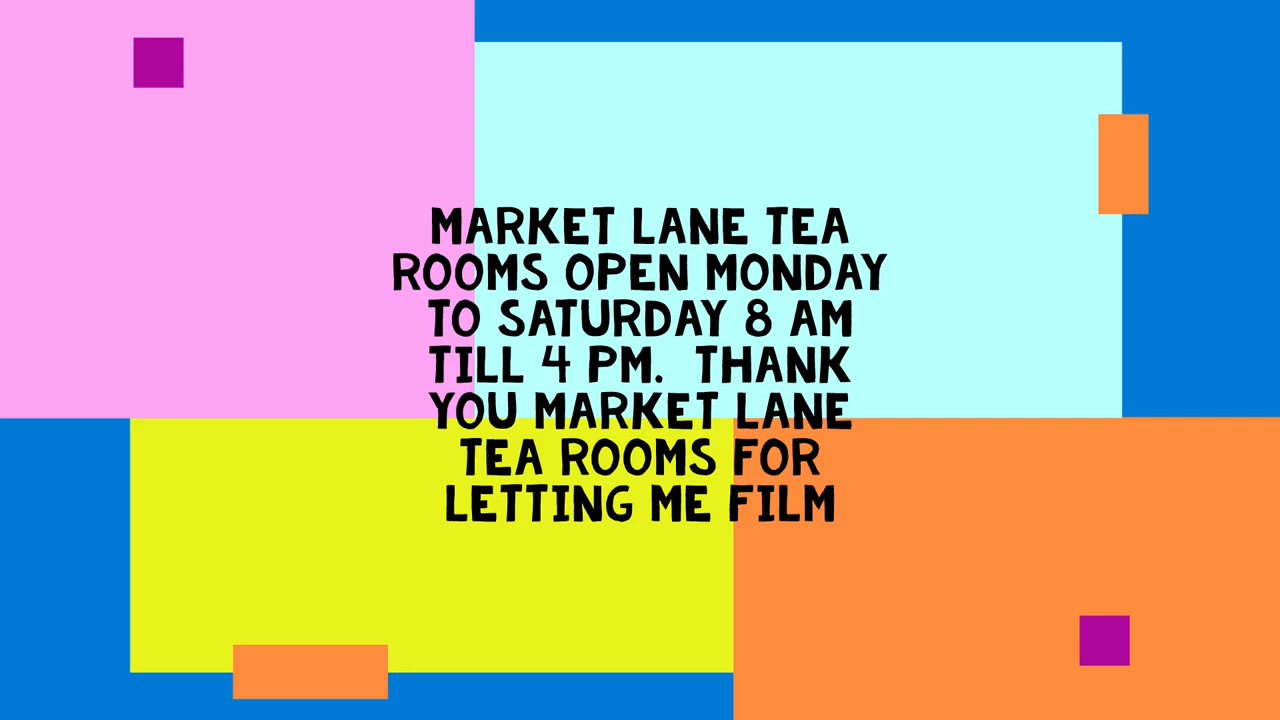 MARKET LANE TEA
ROOMS OPEN MONDAY
TO SATURDAY 8 AM
TILL 4 PM.  THANK
YOU MARKET LANE
TEA ROOMS FOR
LETTING ME FILM